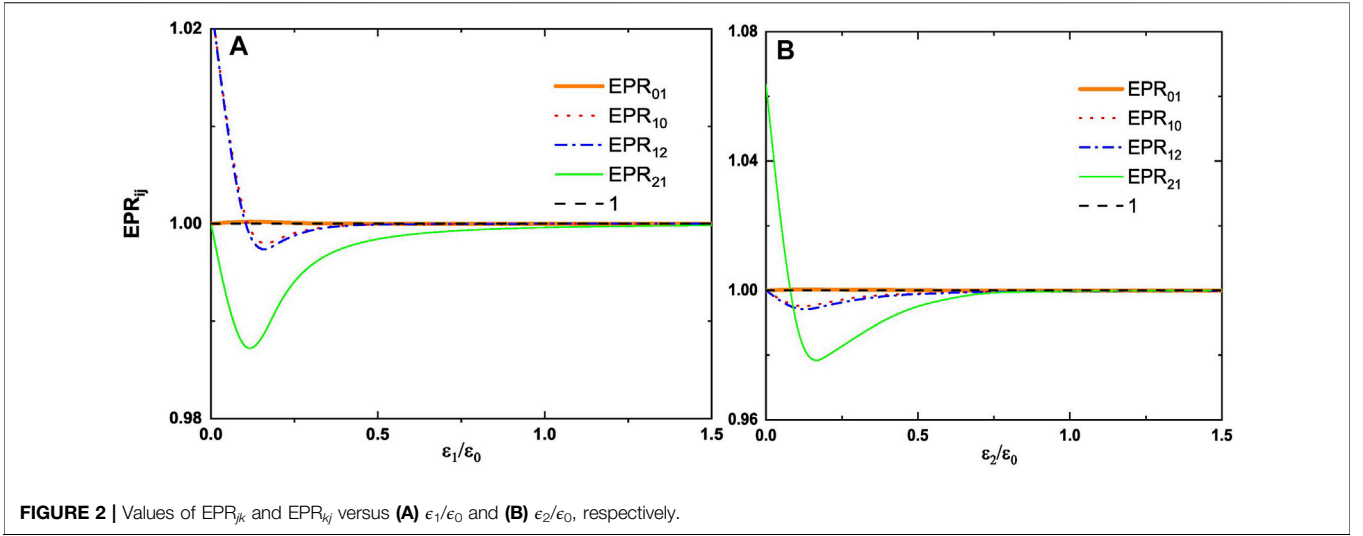 A
1.02
1.00
0.98
EPRij
EPR01
EPR10
EPR12
EPR21
1
0.0 0.5 1.0 1.5
ε1/ε0
B
1.08
1.04
1.00
0.96
EPR01
EPR10
EPR12
EPR21
1
0.0 0.5 1.0 1.5
ε2/ε0
FIGURE 2 | Values of EPRjk and EPRkj versus (A) ϵ1/ϵ0 and (B) ϵ2/ϵ0, respectively.